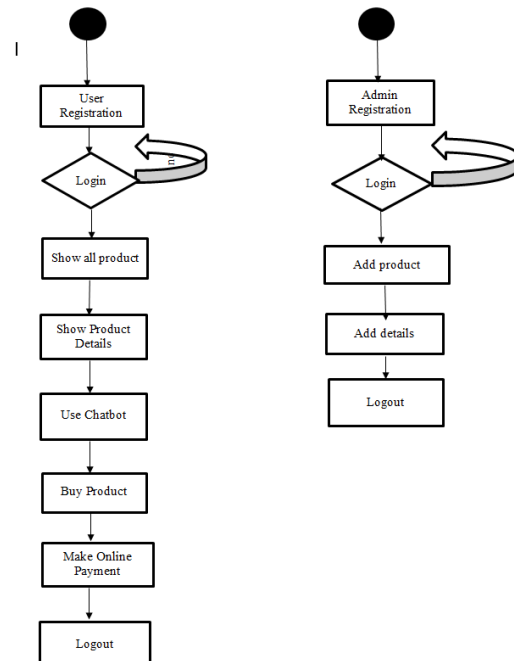 User
Registration
Login
Show all product
Show Product
Details
Use Chatbot
Buy Product
Make Online
Payment
Logout
Admin
Registration
Login
Add product
Add details
Logout